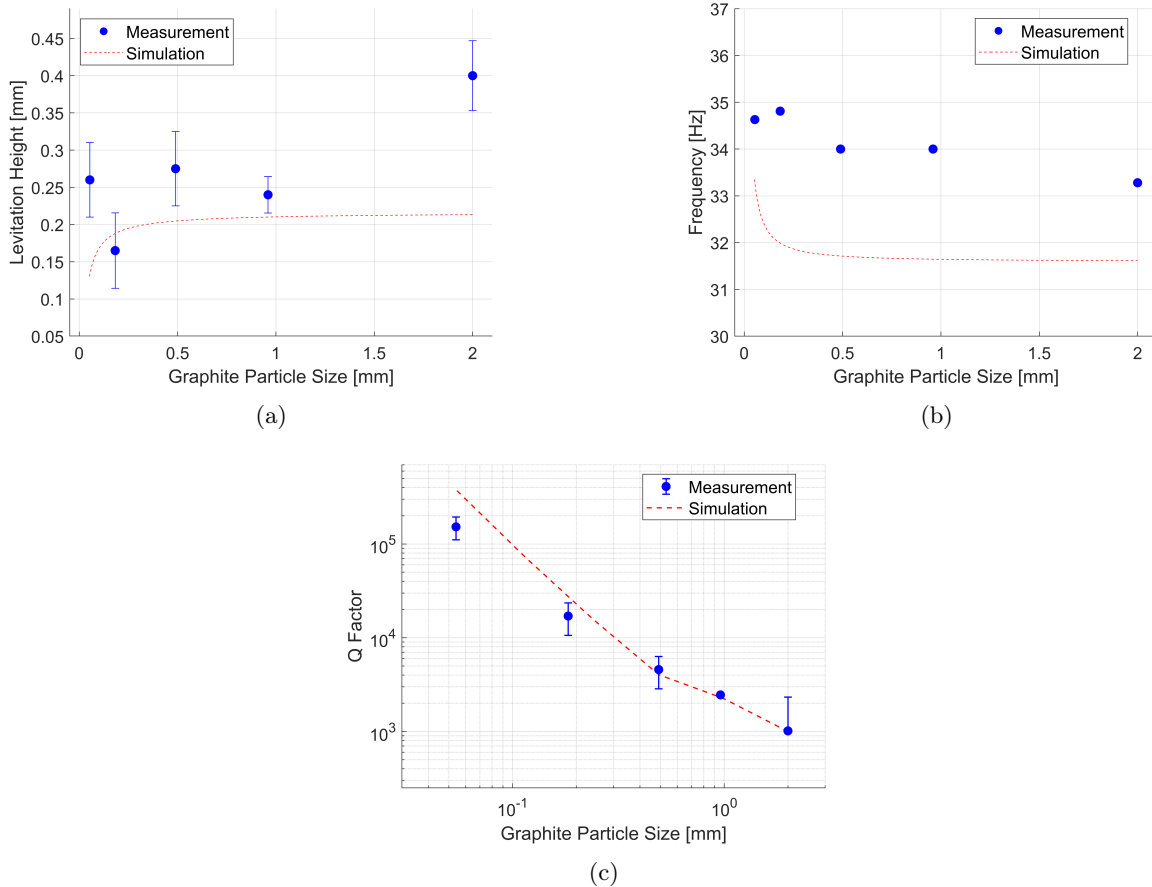 Measurement
Simulation
0.45
0.4
0.35
0.3
0.25
0.2
0.15
0.1
0.05
Levitation Height [mm]
0
0.5
1
1.5
2
Graphite Particle Size [mm]
(a)
Measurement
Simulation
37
36
35
34
33
32
31
30
Frequency [Hz]
0
0.5
1
1.5
2
Graphite Particle Size [mm]
(b)
Measurement
Simulation
10^5
10^4
10^3
Q Factor
10^-1
10^0
Graphite Particle Size [mm]
(c)